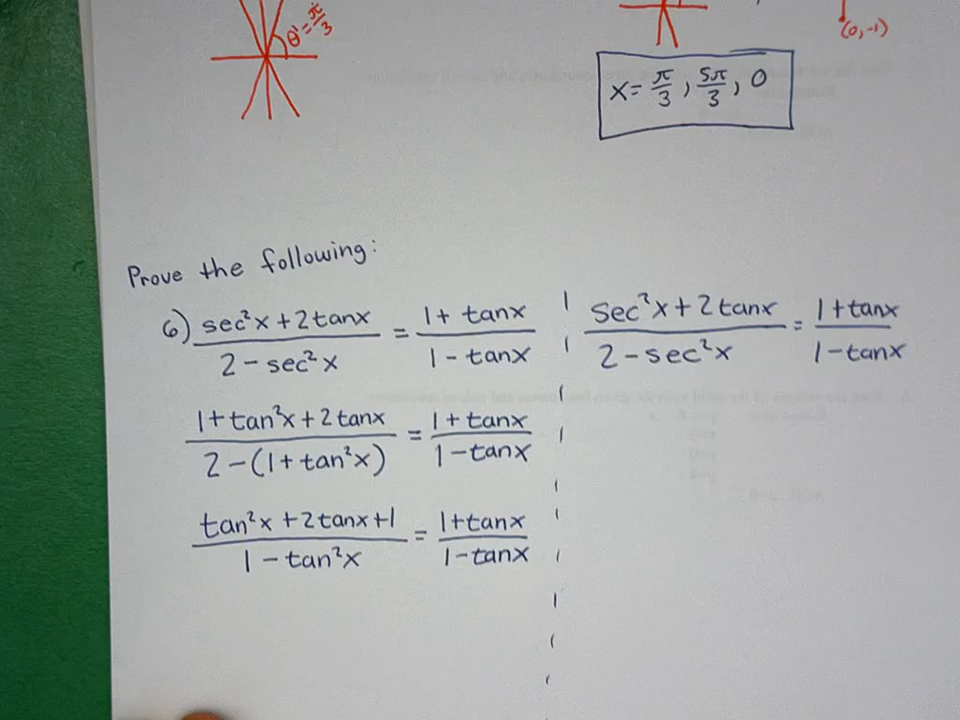 θ' = π/3
(0,-1)
x = π/3, 5π/3, 0
Prove the following:
6) (sec²x + 2tanx)/(2 - sec²x) = (1 + tanx)/(1 - tanx)
(sec²x + 2tanx)/(2 - sec²x) = (1 + tanx)/(1 - tanx)
(1 + tan²x + 2tanx)/(2 - (1 + tan²x)) = (1 + tanx)/(1 - tanx)
(tan²x + 2tanx + 1)/(1 - tan²x) = (1 + tanx)/(1 - tanx)